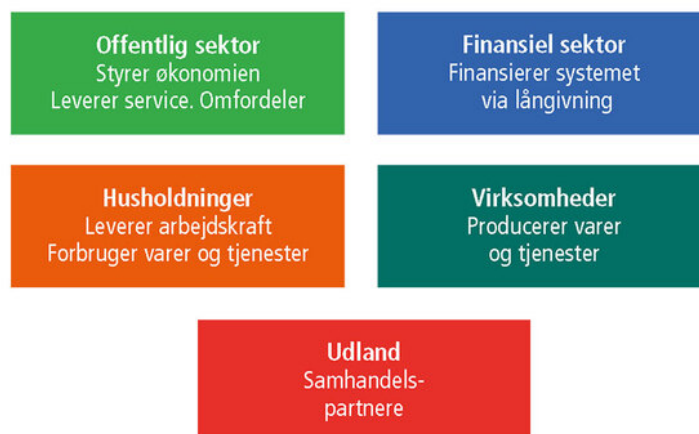 Offentlig sektor
Styrer økonomien
Leverer service. Omfordeler
Finansiel sektor
Finansierer systemet
via långivning
Husholdninger
Leverer arbejdskraft
Forbruger varer og tjenester
Virksomheder
Producerer varer
og tjenester
Udland
Samhandels-
partnere